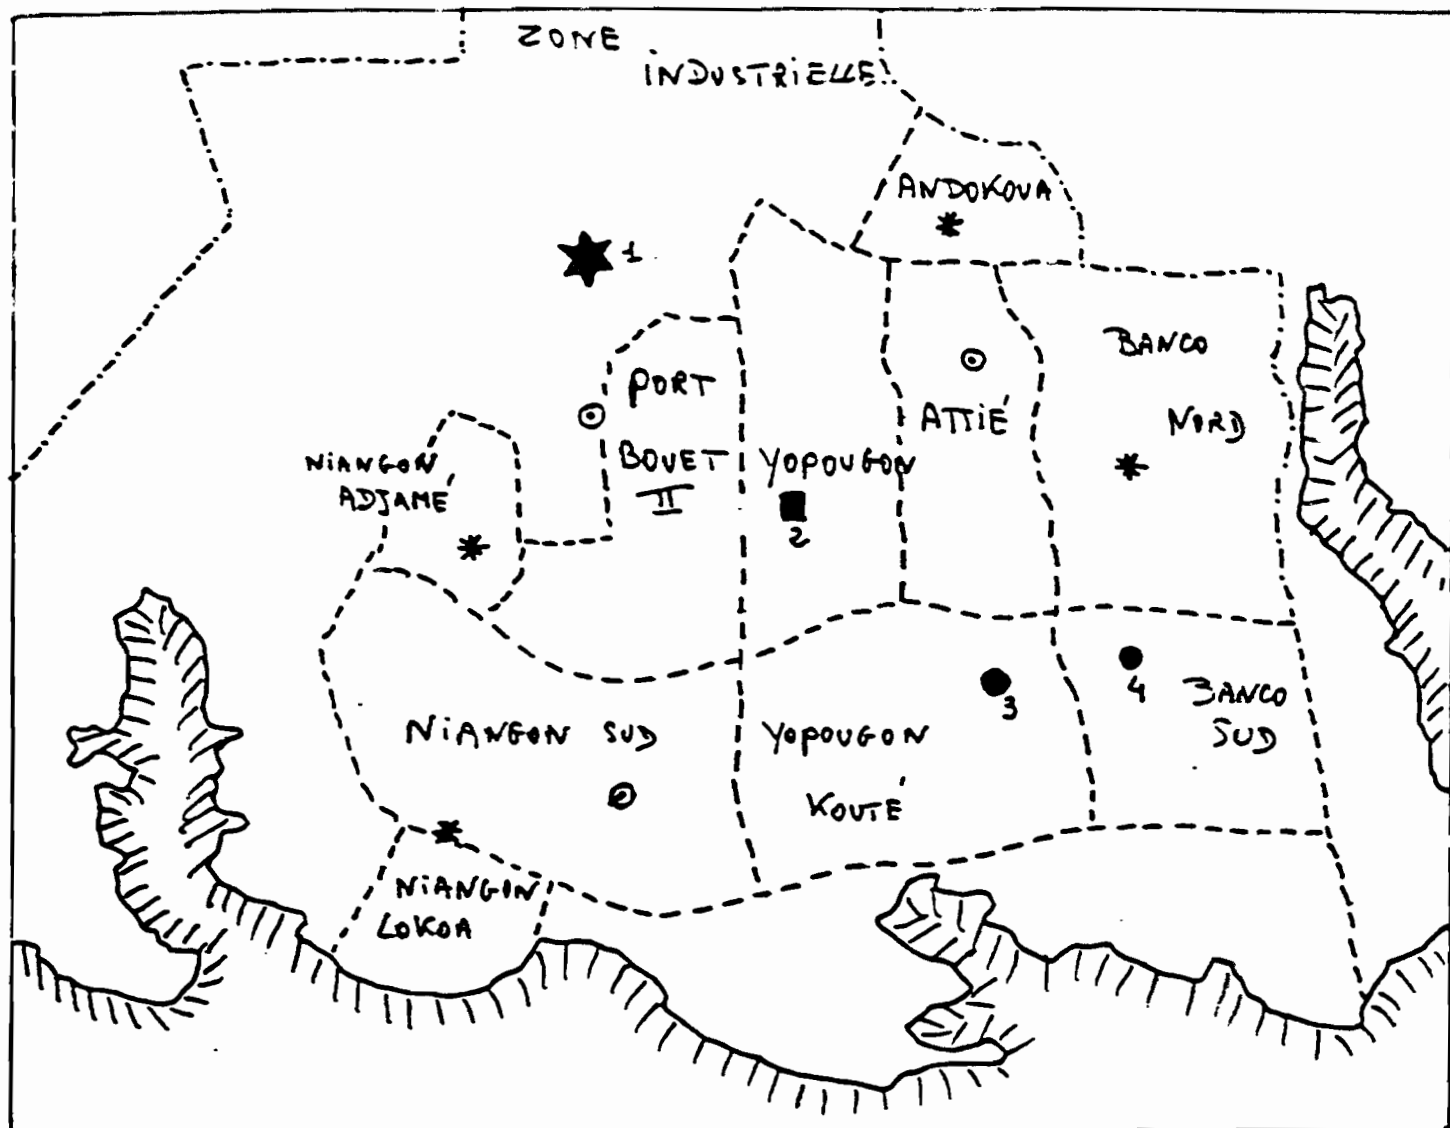 ZONE
INDUSTRIELLE
ANDOKOUA
1
BANCO
NORD
PORT
BOUET
II
ATTIÉ
YOPOUGON
2
NIANGON
ADJAMÉ
3
4
BANCO
SUD
NIANGON SUD
YOPOUGON
KOUTÉ
NIANGON
LOKOA